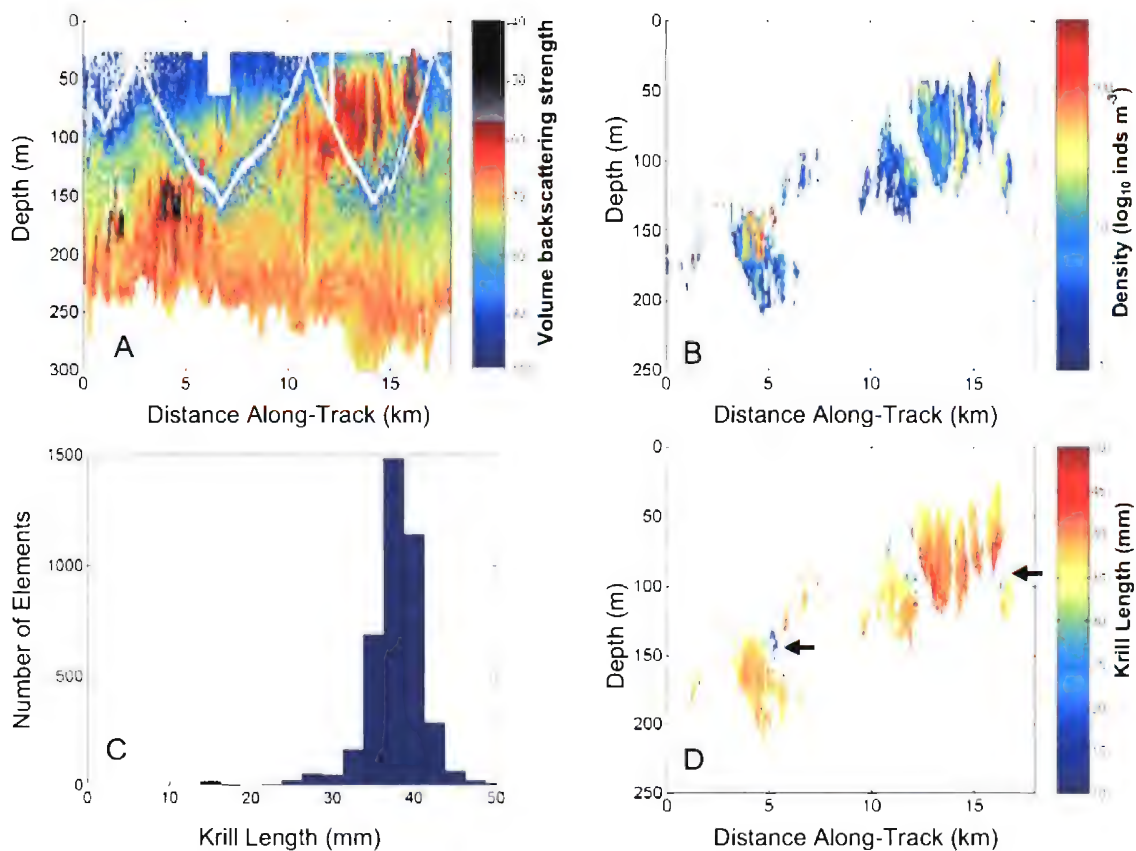 0
50
100
150
200
250
300
Depth (m)
A
0 5 10 15
Distance Along-Track (km)
Volume backscattering strength
0
50
100
150
200
250
Depth (m)
B
0 5 10 15
Distance Along-Track (km)
Density (log₁₀ inds m⁻³)
1500
1000
500
0
Number of Elements
C
0 10 20 30 40 50
Krill Length (mm)
0
50
100
150
200
250
Depth (m)
D
0 5 10 15
Distance Along-Track (km)
Krill Length (mm)